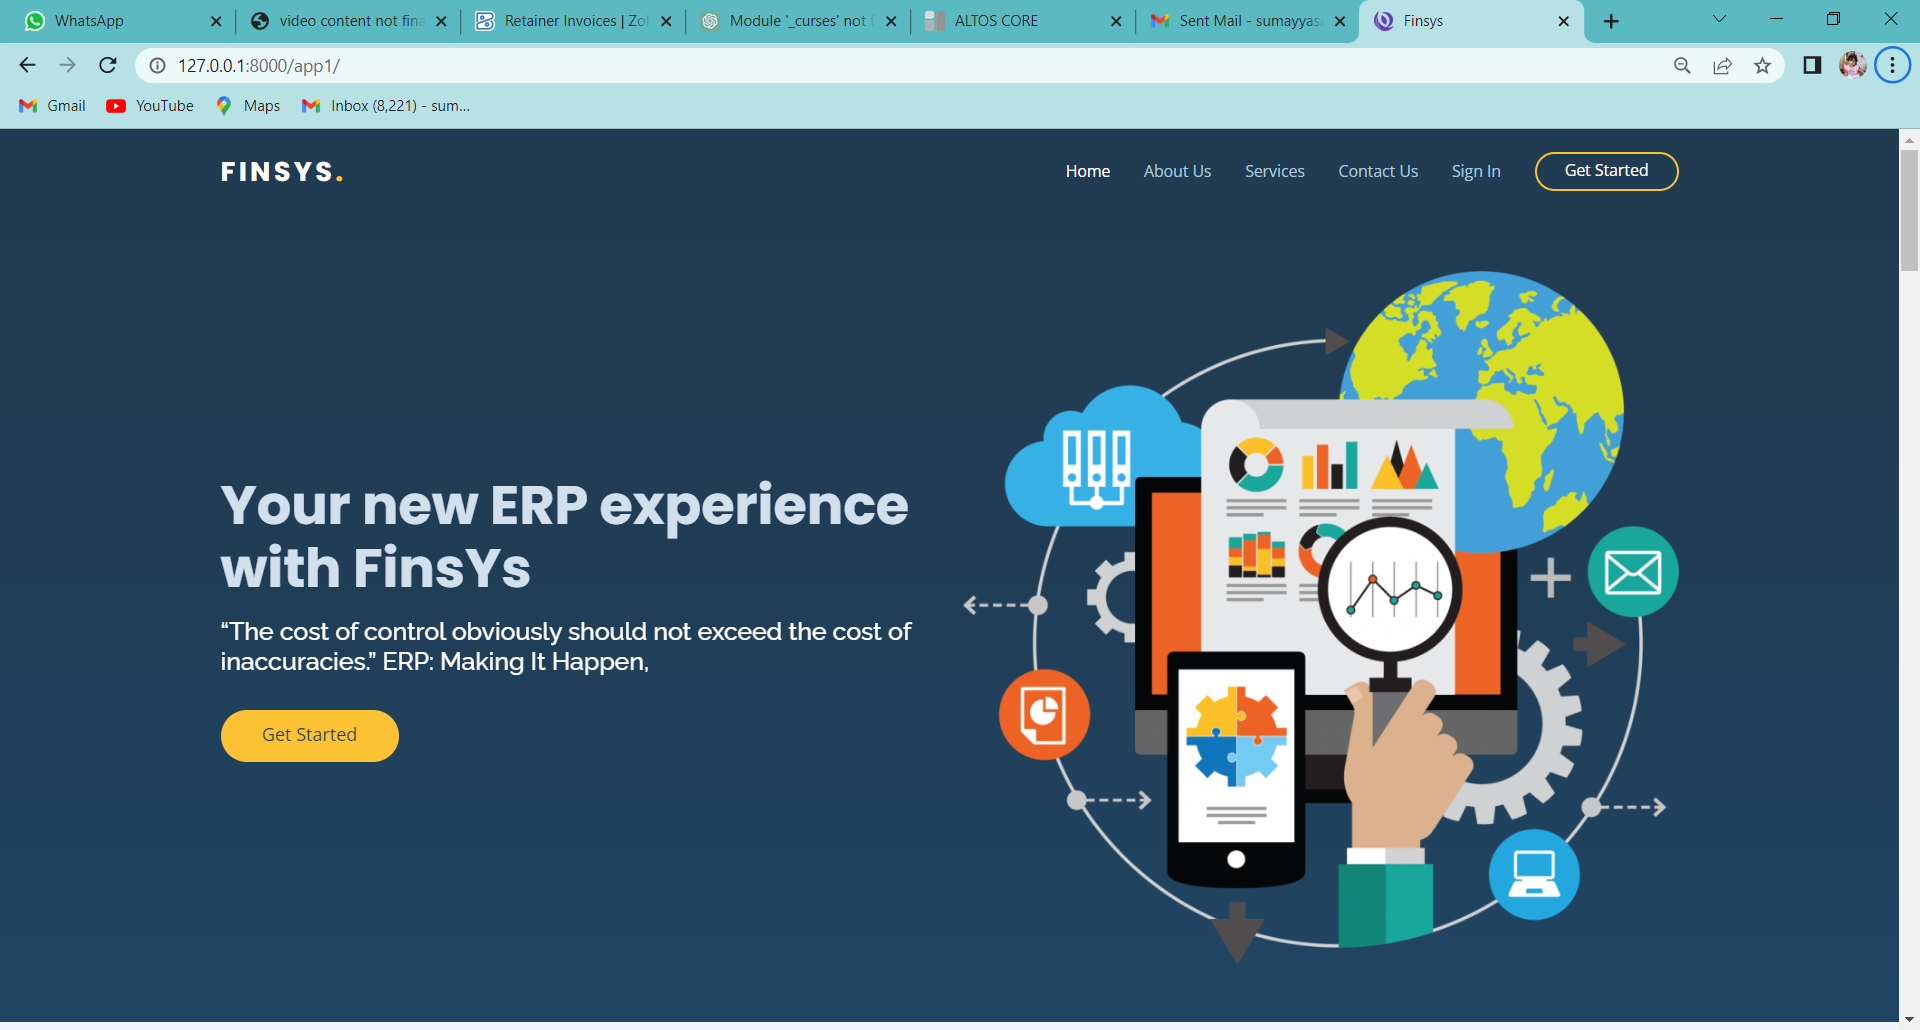 WhatsApp
video content not fina
Retainer Invoices | Zol
Module '_curses' not f
ALTOS CORE
Sent Mail - sumayyasa
Finsys
127.0.0.1:8000/app1/
Gmail
YouTube
Maps
Inbox (8,221) - sum...
FINSYS.
Home
About Us
Services
Contact Us
Sign In
Get Started
Your new ERP experience
with FinsYs
“The cost of control obviously should not exceed the cost of
inaccuracies.” ERP: Making It Happen,
Get Started